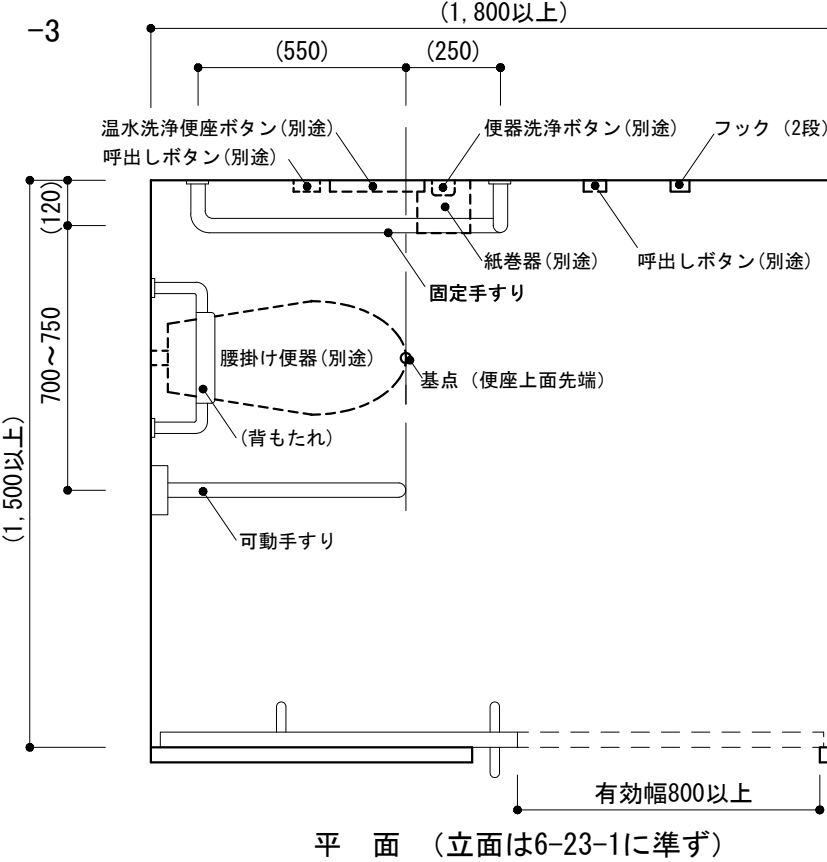 (1,800以上)
-3
(550)
(250)
温水洗浄便座ボタン(別途)
便器洗浄ボタン(別途)
フック (2段)
呼出しボタン(別途)
(120)
紙巻器(別途)
呼出しボタン(別途)
固定手すり
700〜750
腰掛け便器(別途)
基点 (便座上面先端)
(背もたれ)
(1,500以上)
可動手すり
有効幅800以上
平 面 (立面は6-23-1に準ず)